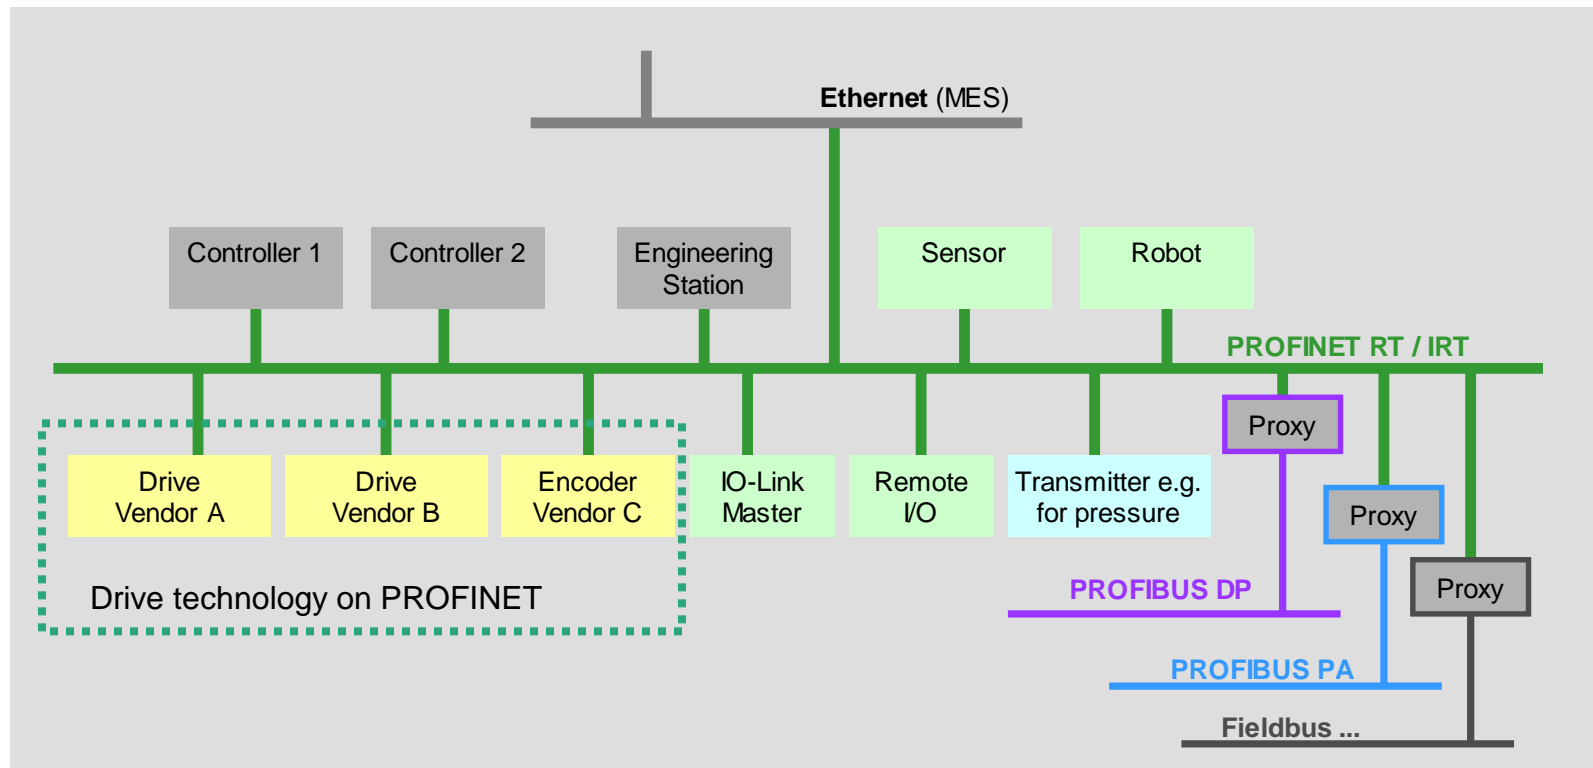 Ethernet (MES)
Controller 1
Controller 2
Engineering
Station
Sensor
Robot
PROFINET RT / IRT
Drive
Vendor A
Drive
Vendor B
Encoder
Vendor C
IO-Link
Master
Remote
I/O
Transmitter e.g.
for pressure
Proxy
Proxy
Proxy
Drive technology on PROFINET
PROFIBUS DP
PROFIBUS PA
Fieldbus ...